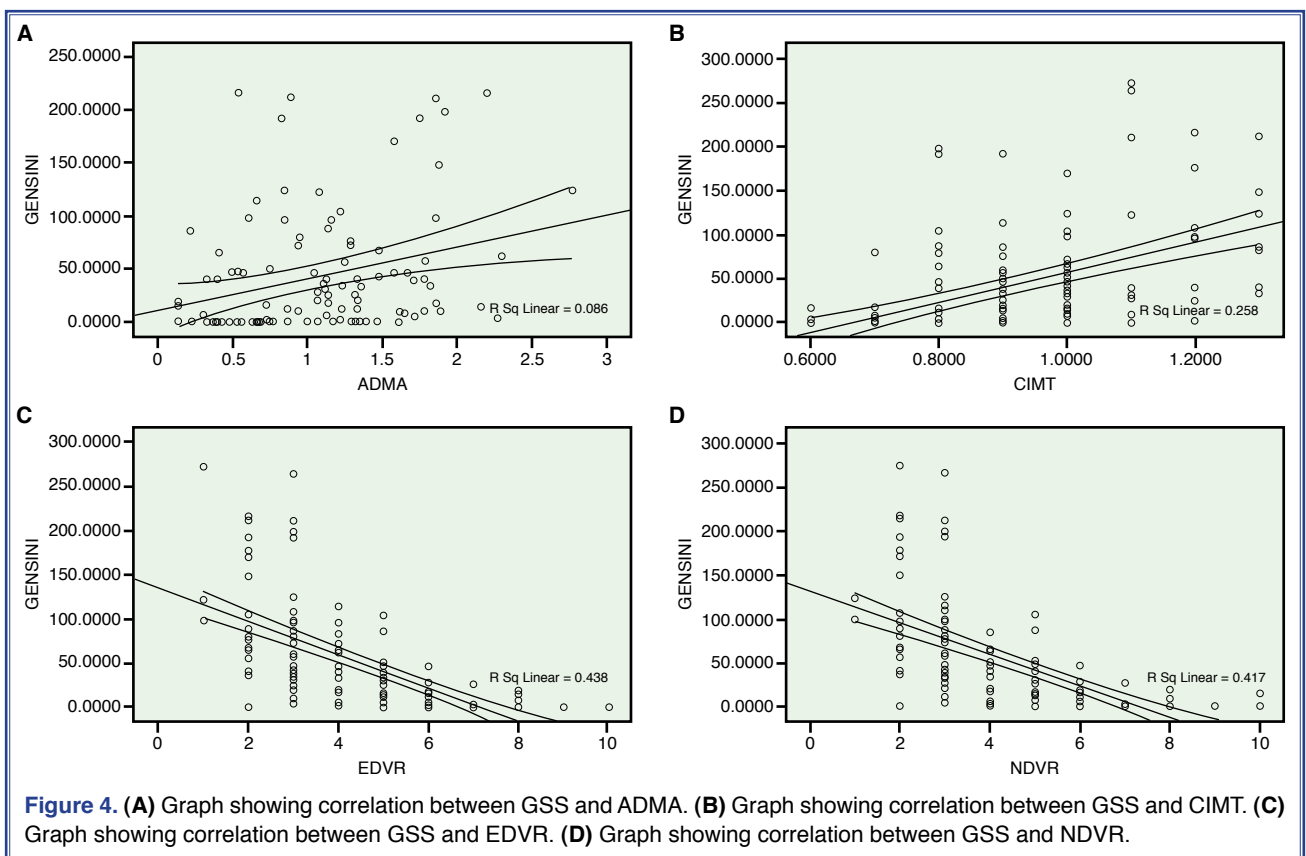 A
250.0000
200.0000
150.0000
100.0000
50.0000
0.0000
GENSINI
R Sq Linear = 0.086
0 0.5 1 1.5 2 2.5 3
ADMA
B
300.0000
250.0000
200.0000
150.0000
100.0000
50.0000
0.0000
GENSINI
R Sq Linear = 0.258
0.6000 0.8000 1.0000 1.2000
CIMT
C
300.0000
250.0000
200.0000
150.0000
100.0000
50.0000
0.0000
GENSINI
R Sq Linear = 0.438
0 2 4 6 8 10
EDVR
D
300.0000
250.0000
200.0000
150.0000
100.0000
50.0000
0.0000
GENSINI
R Sq Linear = 0.417
0 2 4 6 8 10
NDVR
Figure 4. (A) Graph showing correlation between GSS and ADMA. (B) Graph showing correlation between GSS and CIMT. (C)
Graph showing correlation between GSS and EDVR. (D) Graph showing correlation between GSS and NDVR.